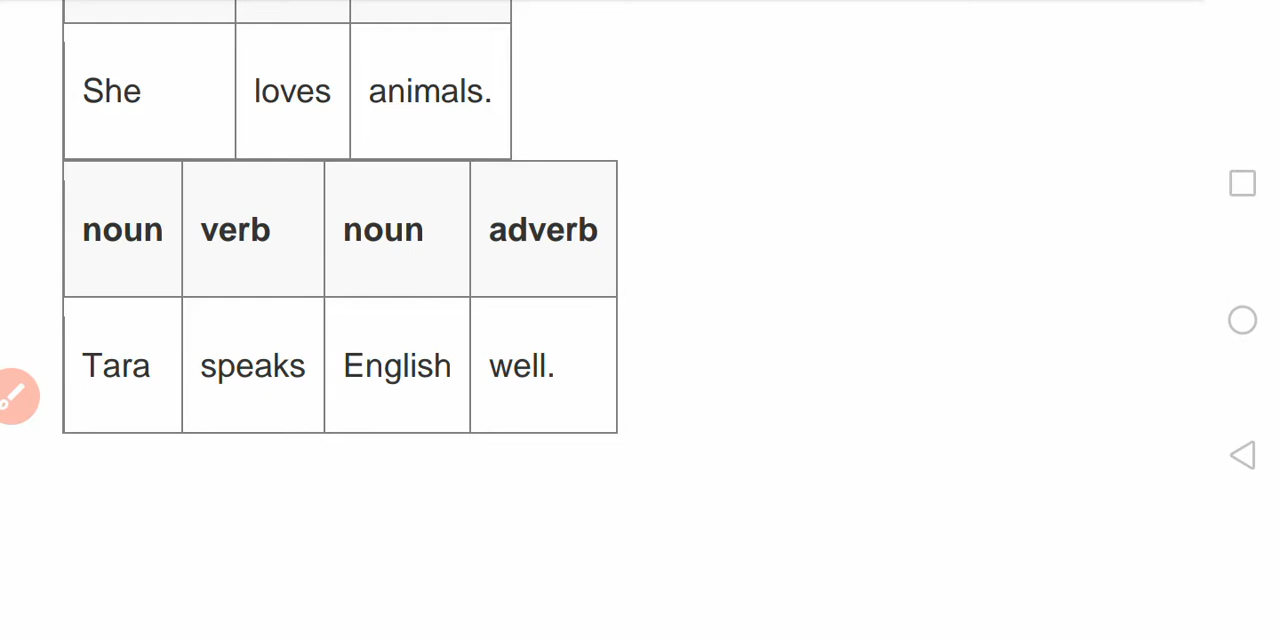 She loves animals.
noun verb noun adverb
Tara speaks English well.